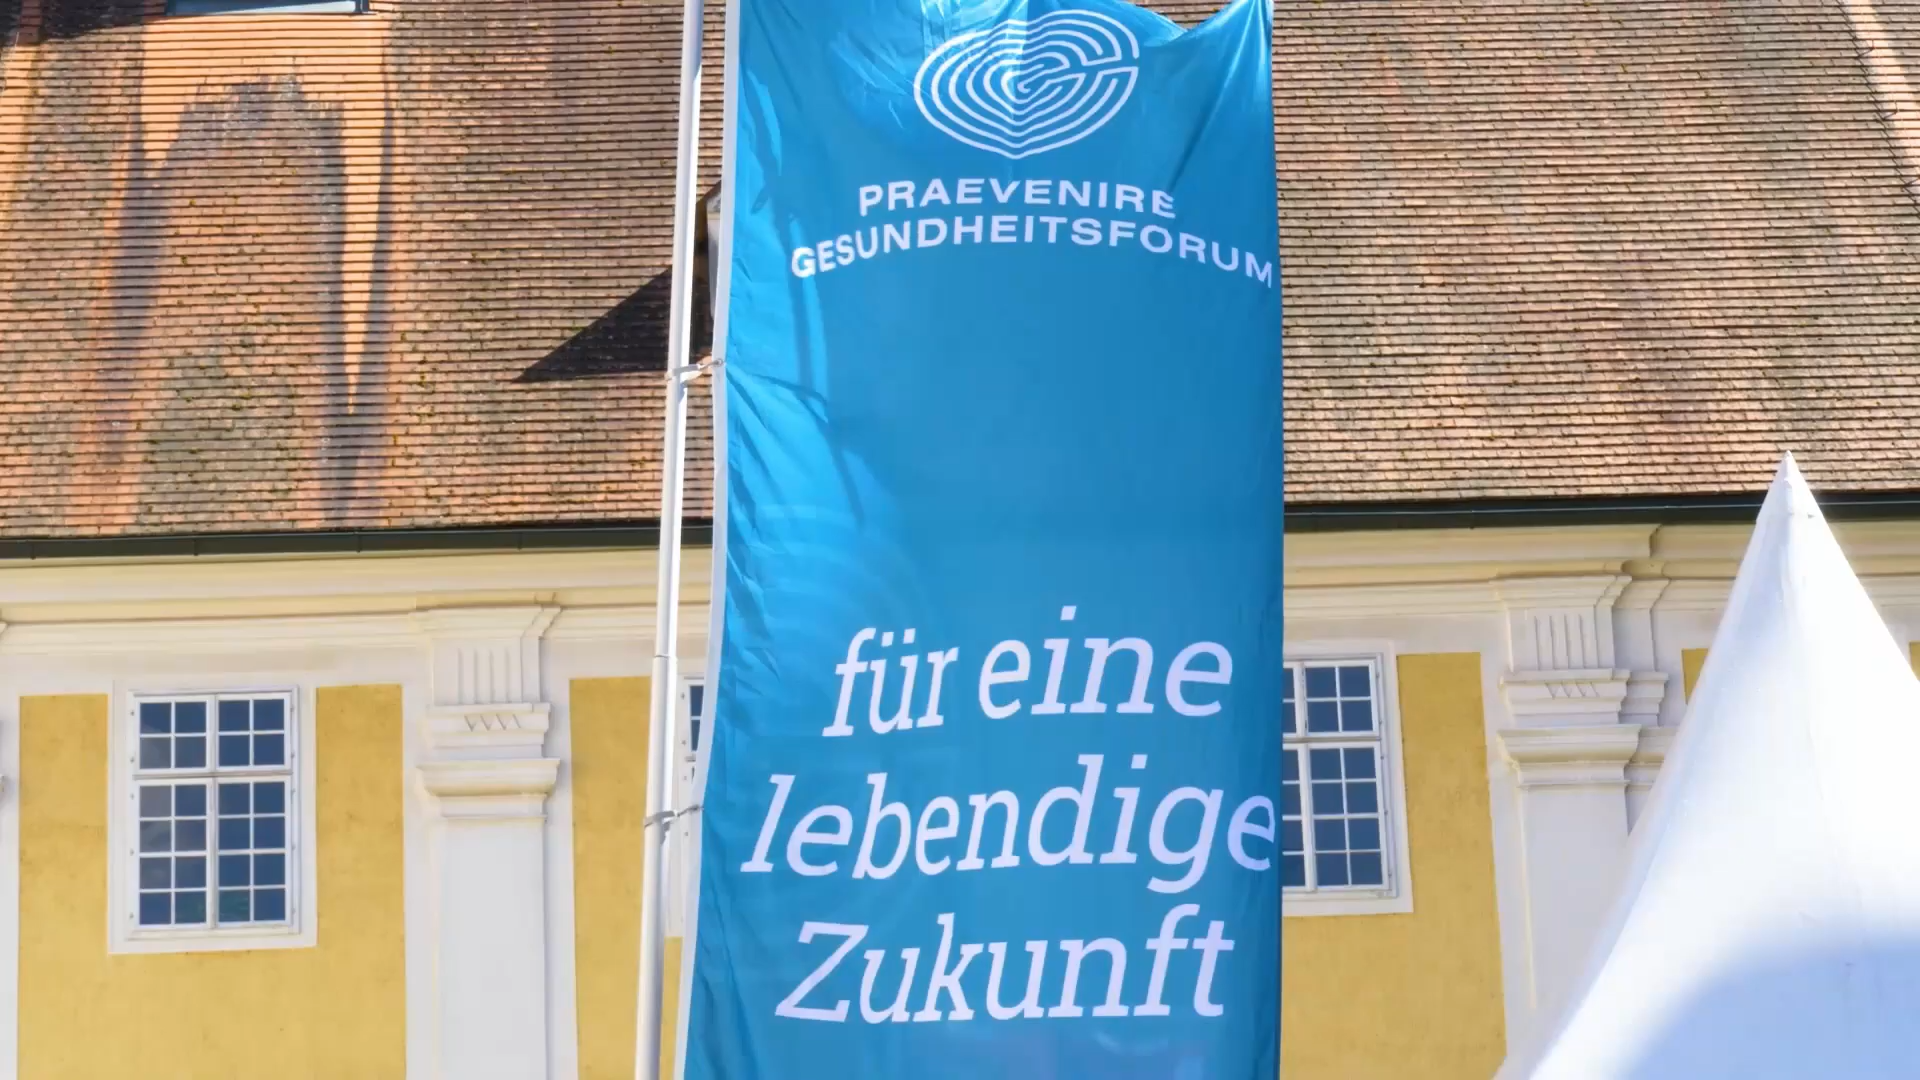 PRAEVENIRE
GESUNDHEITSFORUM
für eine
lebendige
Zukunft